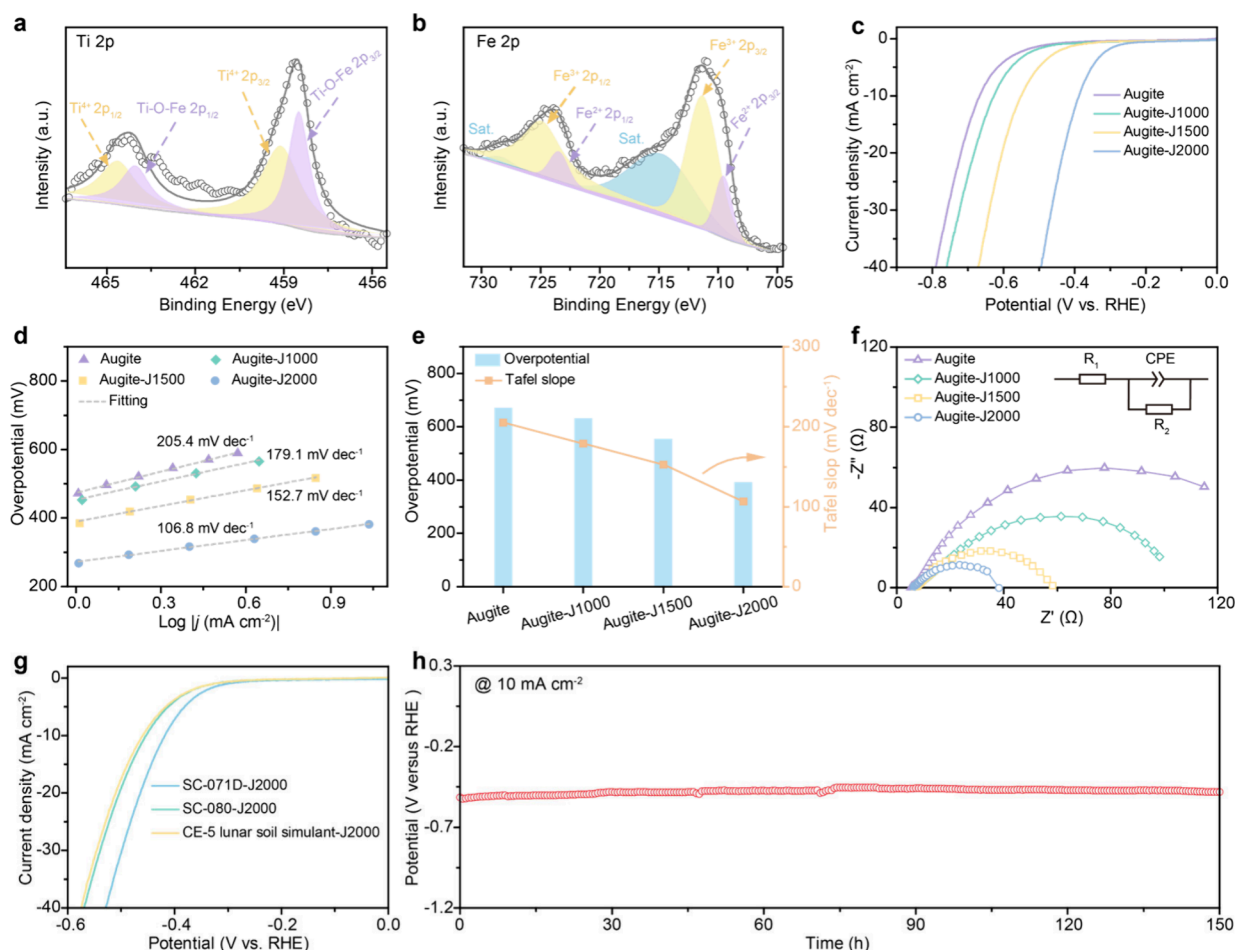 a
Ti 2p
Ti⁴⁺ 2p₁/₂
Ti-O-Fe 2p₁/₂
Ti⁴⁺ 2p₃/₂
Ti-O-Fe 2p₃/₂
Intensity (a.u.)
465
462
459
456
Binding Energy (eV)
b
Fe 2p
Sat.
Fe³⁺ 2p₁/₂
Fe²⁺ 2p₁/₂
Sat.
Fe³⁺ 2p₃/₂
Fe²⁺ 2p₃/₂
Intensity (a.u.)
730
725
720
715
710
705
Binding Energy (eV)
c
0
-10
-20
-30
-40
Current density (mA cm⁻²)
Augite
Augite-J1000
Augite-J1500
Augite-J2000
-0.8
-0.6
-0.4
-0.2
0.0
Potential (V vs. RHE)
d
Augite
Augite-J1000
Augite-J1500
Augite-J2000
Fitting
205.4 mV dec⁻¹
179.1 mV dec⁻¹
152.7 mV dec⁻¹
106.8 mV dec⁻¹
800
600
400
200
Overpotential (mV)
0.0
0.3
0.6
0.9
Log |j (mA cm⁻²)|
e
Overpotential
Tafel slope
800
600
400
200
0
Overpotential (mV)
300
200
100
0
Tafel slop (mV dec⁻¹)
Augite
Augite-J1000
Augite-J1500
Augite-J2000
f
Augite
Augite-J1000
Augite-J1500
Augite-J2000
R₁
CPE
R₂
120
80
40
0
-Z'' (Ω)
0
40
80
120
Z' (Ω)
g
0
-10
-20
-30
-40
Current density (mA cm⁻²)
SC-071D-J2000
SC-080-J2000
CE-5 lunar soil simulant-J2000
-0.6
-0.4
-0.2
0.0
Potential (V vs. RHE)
h
@ 10 mA cm⁻²
0.3
-0.2
-0.7
-1.2
Potential (V versus RHE)
0
30
60
90
120
150
Time (h)